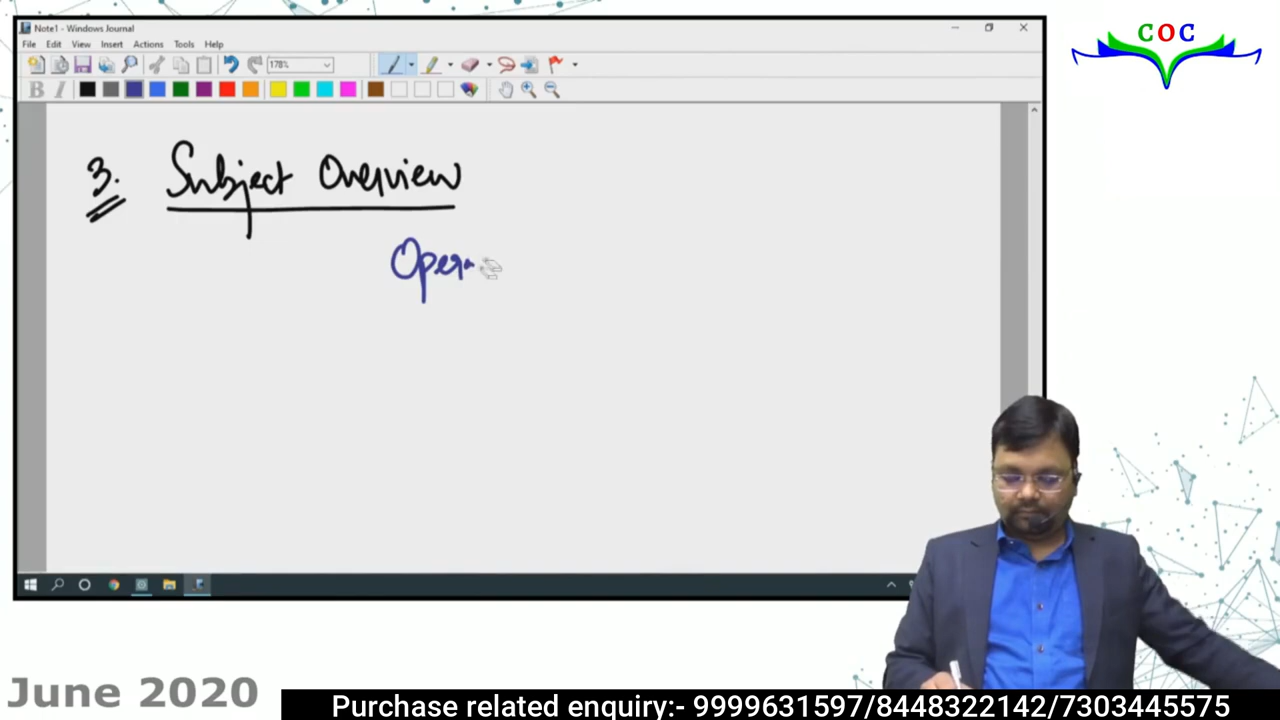 Note1 - Windows Journal
File Edit View Insert Actions Tools Help
178%
B I
COC
3. Subject Overview
Opera
June 2020
Purchase related enquiry:- 9999631597/8448322142/7303445575